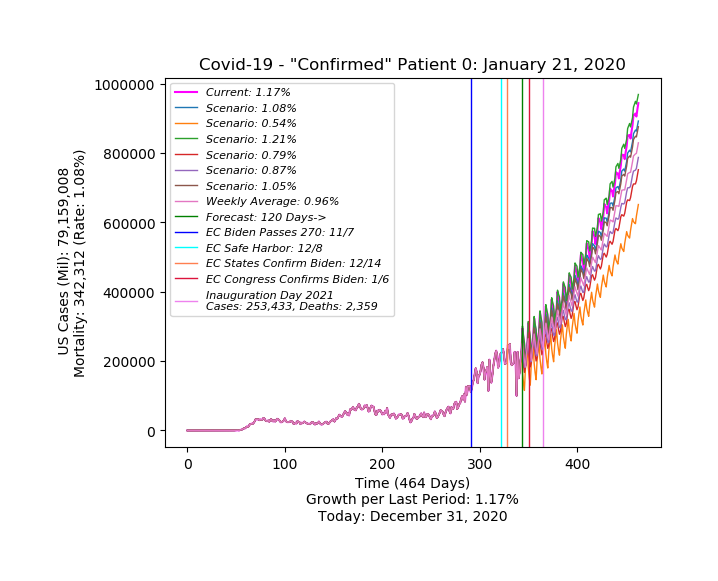 Covid-19 - "Confirmed" Patient 0: January 21, 2020
US Cases (Mil): 79,159,008
Mortality: 342,312 (Rate: 1.08%)
1000000
800000
600000
400000
200000
0
Current: 1.17%
Scenario: 1.08%
Scenario: 0.54%
Scenario: 1.21%
Scenario: 0.79%
Scenario: 0.87%
Scenario: 1.05%
Weekly Average: 0.96%
Forecast: 120 Days->
EC Biden Passes 270: 11/7
EC Safe Harbor: 12/8
EC States Confirm Biden: 12/14
EC Congress Confirms Biden: 1/6
Inauguration Day 2021
Cases: 253,433, Deaths: 2,359
0 100 200 300 400
Time (464 Days)
Growth per Last Period: 1.17%
Today: December 31, 2020